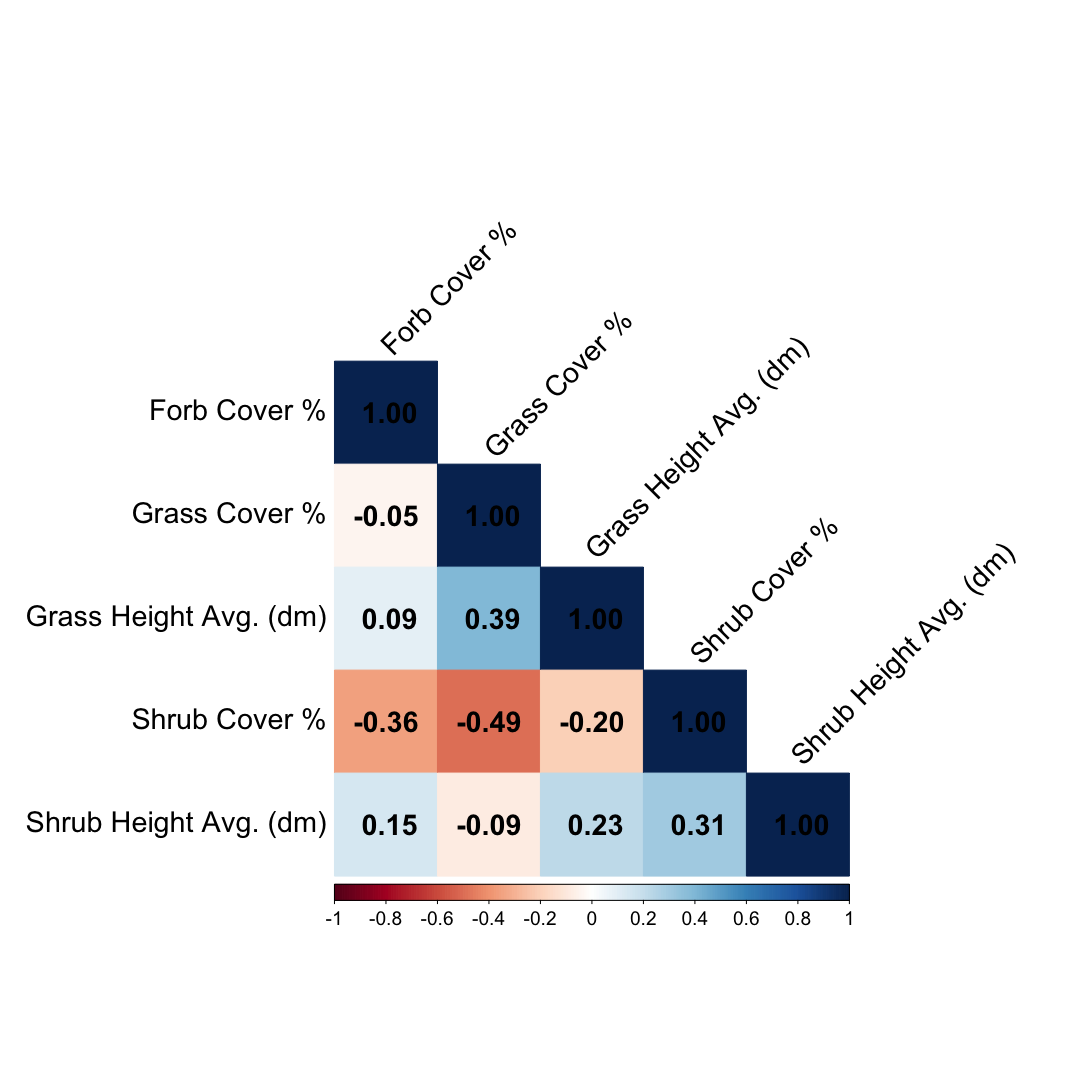 Forb Cover %
Grass Cover %
Grass Height Avg. (dm)
Shrub Cover %
Shrub Height Avg. (dm)
Forb Cover % 1.00
Grass Cover % -0.05 1.00
Grass Height Avg. (dm) 0.09 0.39 1.00
Shrub Cover % -0.36 -0.49 -0.20 1.00
Shrub Height Avg. (dm) 0.15 -0.09 0.23 0.31 1.00
-1 -0.8 -0.6 -0.4 -0.2 0 0.2 0.4 0.6 0.8 1